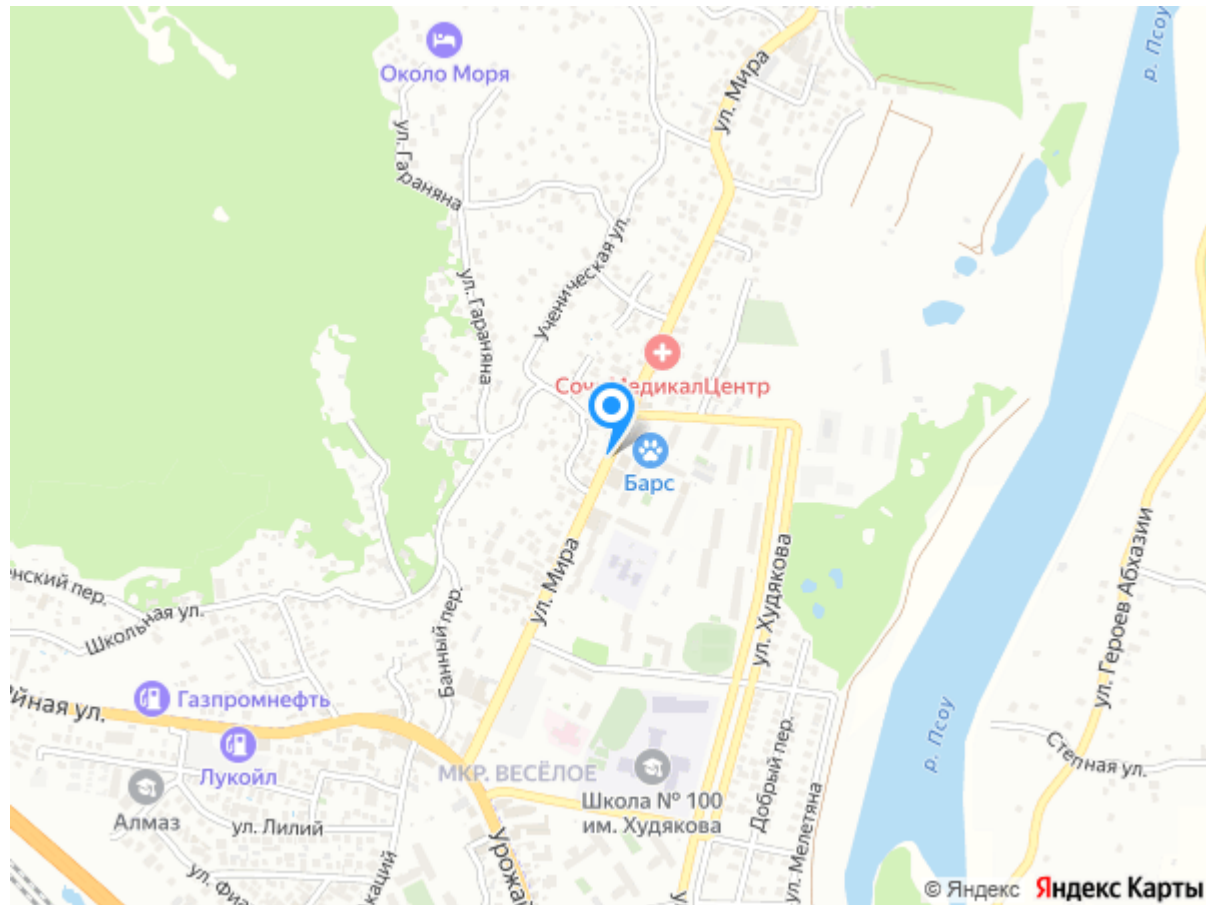 р. Псоу
Около Моря
ул. Мира
ул. Гараняна
Ученическая ул.
ул. Гараняна
Барс
ул. Мира
ул. Худякова
ул. Героев Абхазии
Школьная ул.
Банный пер.
Газпромнефть
Лукойл
р. Псоу
Степная ул.
МКР. ВЕСЁЛОЕ
Школа № 100
им. Худякова
Добрый пер.
ул. Мелетяна
Алмаз
ул. Лилий
© Яндекс Яндекс Карты